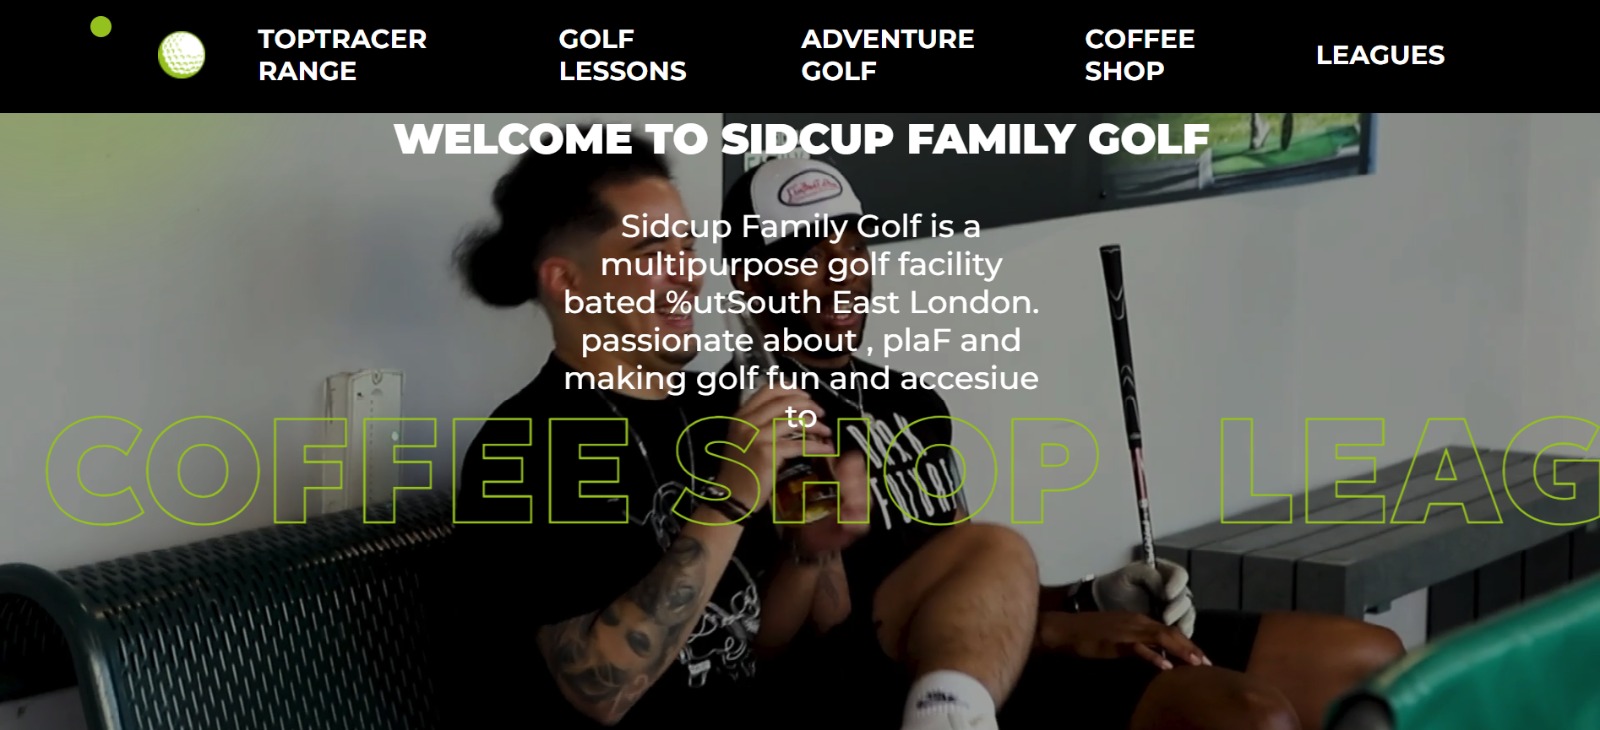 TOPTRACER
RANGE
GOLF
LESSONS
ADVENTURE
GOLF
COFFEE
SHOP
LEAGUES
WELCOME TO SIDCUP FAMILY GOLF
Sidcup Family Golf is a
multipurpose golf facility
bated %utSouth East London.
passionate about , plaF and
making golf fun and accesiue
to
COFFEE SHOP LEAG